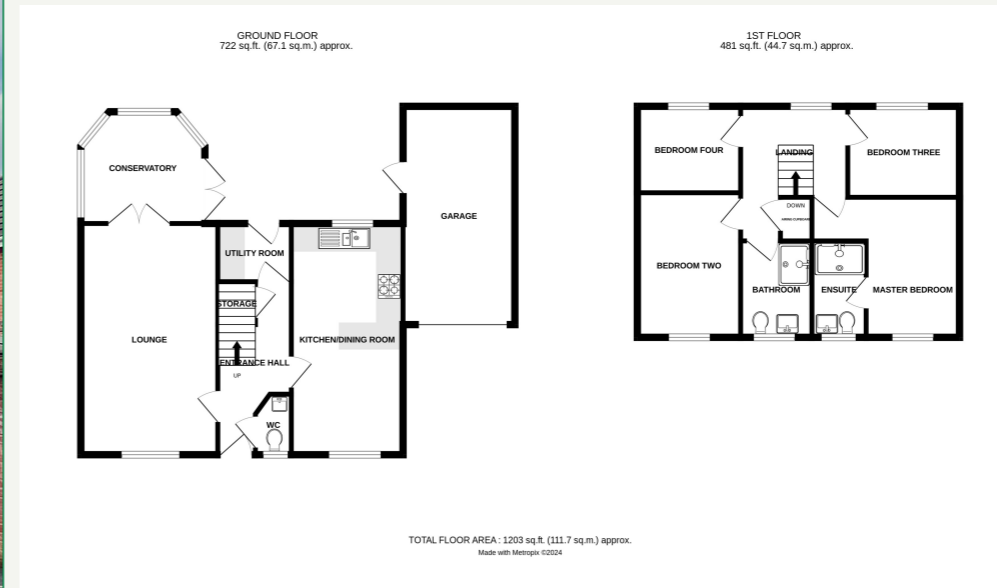 GROUND FLOOR
722 sq.ft. (67.1 sq.m.) approx.
1ST FLOOR
481 sq.ft. (44.7 sq.m.) approx.
CONSERVATORY
GARAGE
UTILITY ROOM
STORAGE
LOUNGE
KITCHEN/DINING ROOM
ENTRANCE HALL
UP
WC
BEDROOM FOUR
LANDING
BEDROOM THREE
DOWN
AIRING CUPBOARD
BEDROOM TWO
BATHROOM
ENSUITE
MASTER BEDROOM
TOTAL FLOOR AREA : 1203 sq.ft. (111.7 sq.m.) approx.
Made with Metropix ©2024